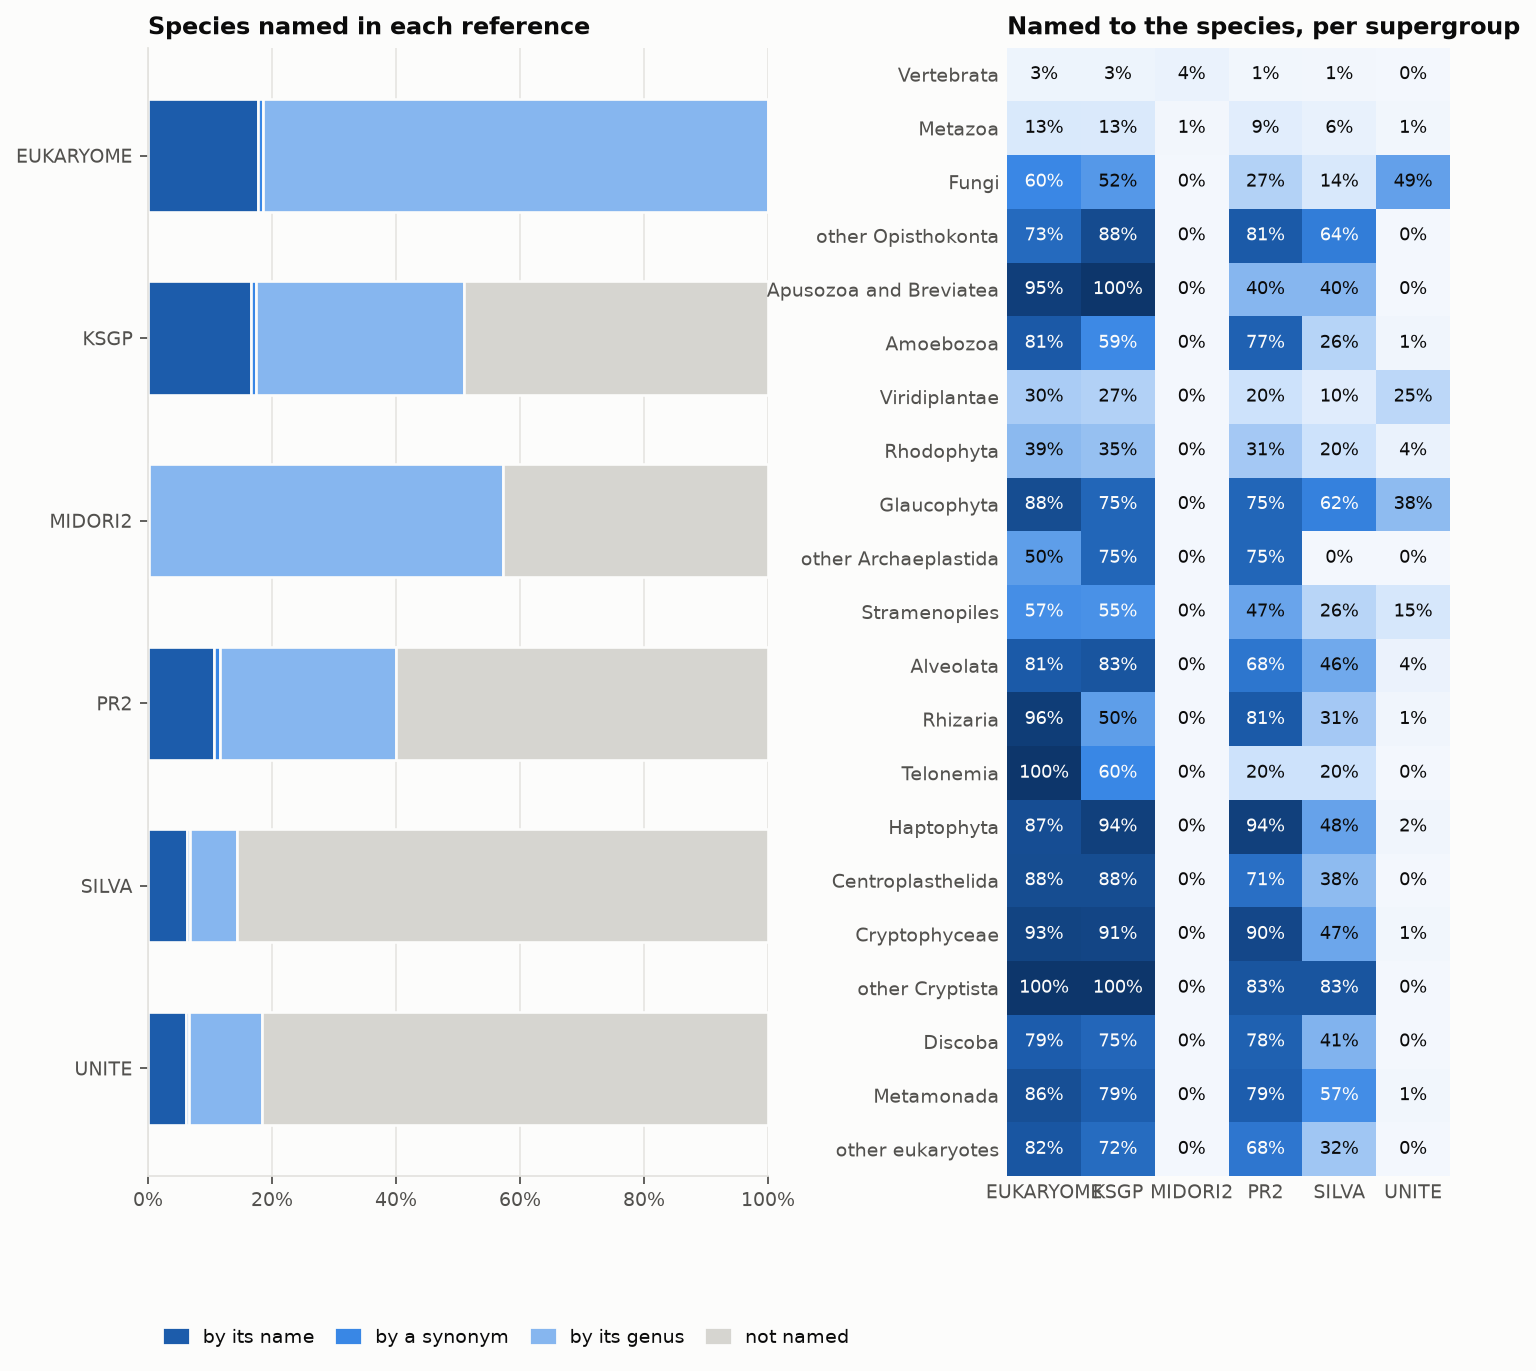 Species named in each reference
EUKARYOME
KSGP
MIDORI2
PR2
SILVA
UNITE
0% 20% 40% 60% 80% 100%
Named to the species, per supergroup
Vertebrata 3% 3% 4% 1% 1% 0%
Metazoa 13% 13% 1% 9% 6% 1%
Fungi 60% 52% 0% 27% 14% 49%
other Opisthokonta 73% 88% 0% 81% 64% 0%
Apusozoa and Breviatea 95% 100% 0% 40% 40% 0%
Amoebozoa 81% 59% 0% 77% 26% 1%
Viridiplantae 30% 27% 0% 20% 10% 25%
Rhodophyta 39% 35% 0% 31% 20% 4%
Glaucophyta 88% 75% 0% 75% 62% 38%
other Archaeplastida 50% 75% 0% 75% 0% 0%
Stramenopiles 57% 55% 0% 47% 26% 15%
Alveolata 81% 83% 0% 68% 46% 4%
Rhizaria 96% 50% 0% 81% 31% 1%
Telonemia 100% 60% 0% 20% 20% 0%
Haptophyta 87% 94% 0% 94% 48% 2%
Centroplasthelida 88% 88% 0% 71% 38% 0%
Cryptophyceae 93% 91% 0% 90% 47% 1%
other Cryptista 100% 100% 0% 83% 83% 0%
Discoba 79% 75% 0% 78% 41% 0%
Metamonada 86% 79% 0% 79% 57% 1%
other eukaryotes 82% 72% 0% 68% 32% 0%
EUKARYOME KSGP MIDORI2 PR2 SILVA UNITE
by its name by a synonym by its genus not named